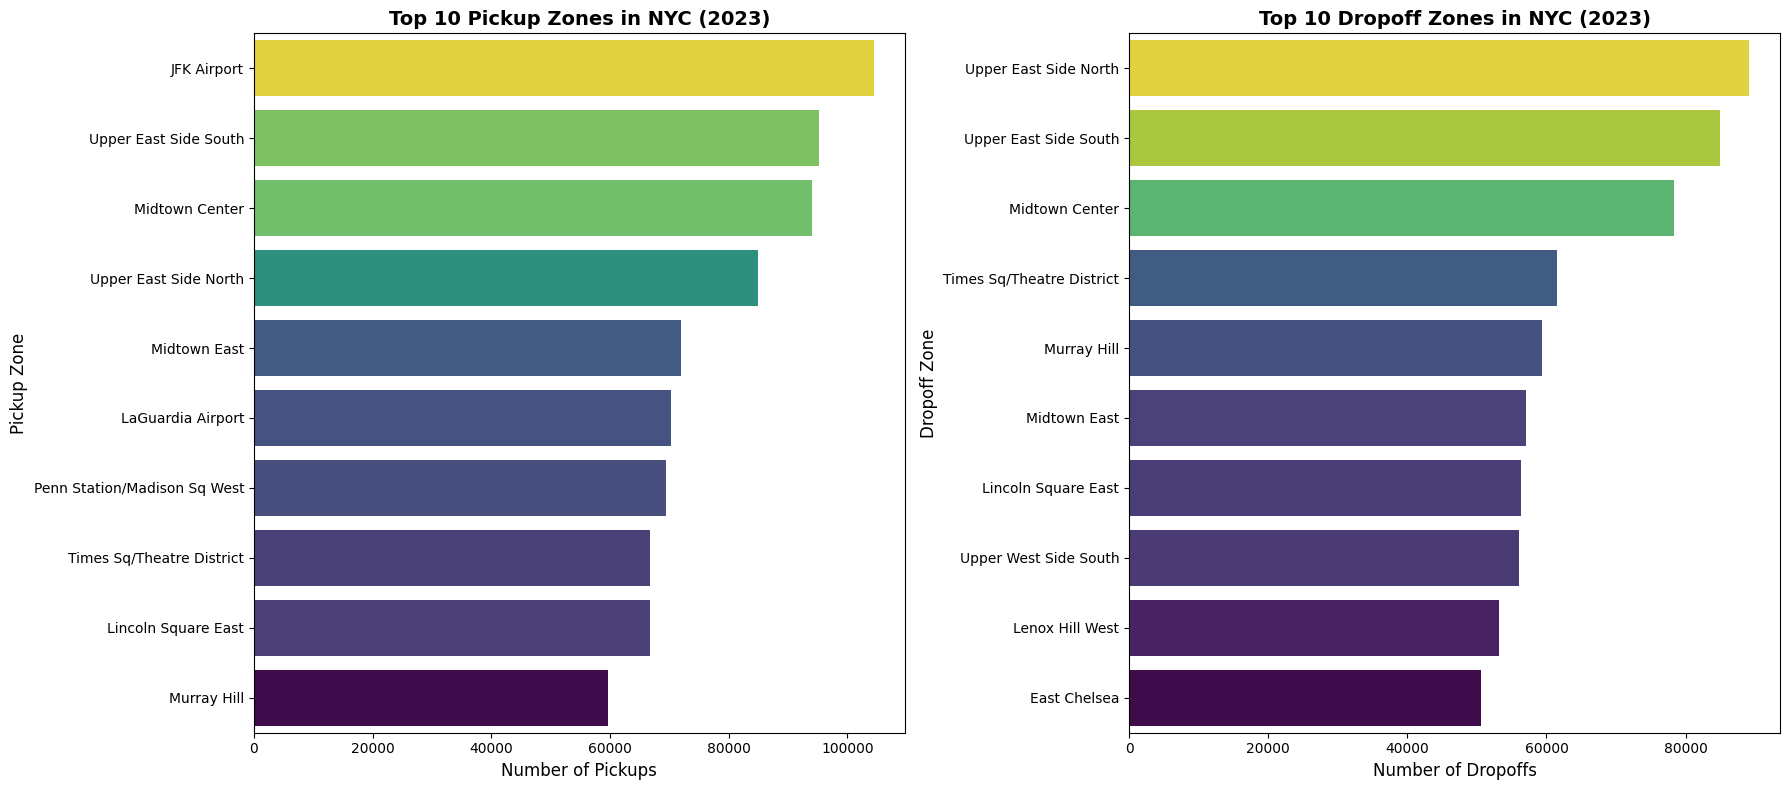 Top 10 Pickup Zones in NYC (2023)
Pickup Zone
JFK Airport
Upper East Side South
Midtown Center
Upper East Side North
Midtown East
LaGuardia Airport
Penn Station/Madison Sq West
Times Sq/Theatre District
Lincoln Square East
Murray Hill
0 20000 40000 60000 80000 100000
Number of Pickups
Top 10 Dropoff Zones in NYC (2023)
Dropoff Zone
Upper East Side North
Upper East Side South
Midtown Center
Times Sq/Theatre District
Murray Hill
Midtown East
Lincoln Square East
Upper West Side South
Lenox Hill West
East Chelsea
0 20000 40000 60000 80000
Number of Dropoffs